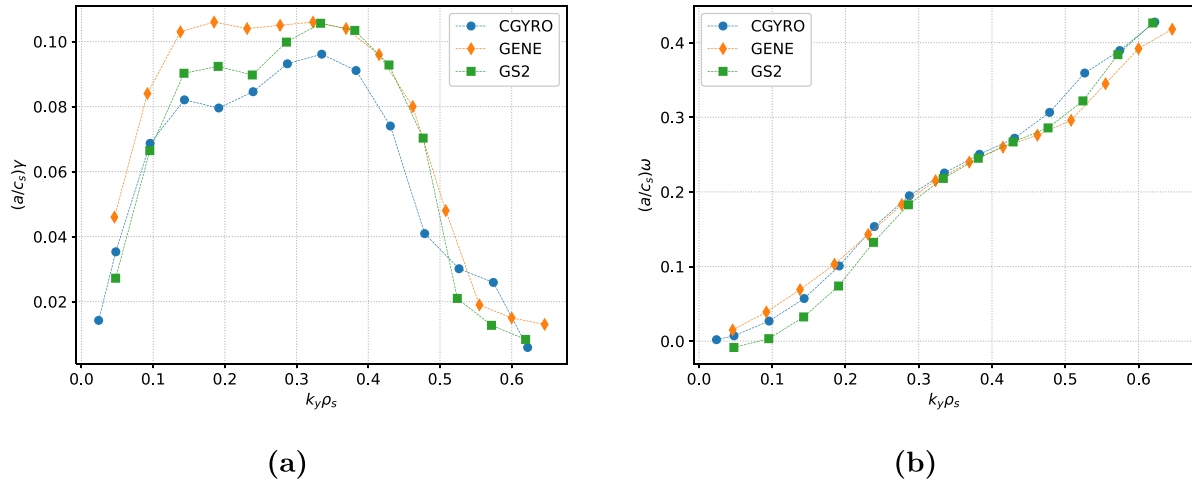 0.10
0.08
0.06
0.04
0.02
(a/c_s)γ
CGYRO
GENE
GS2
0.0 0.1 0.2 0.3 0.4 0.5 0.6
k_yρ_s
(a)
0.4
0.3
0.2
0.1
0.0
(a/c_s)ω
CGYRO
GENE
GS2
0.0 0.1 0.2 0.3 0.4 0.5 0.6
k_yρ_s
(b)